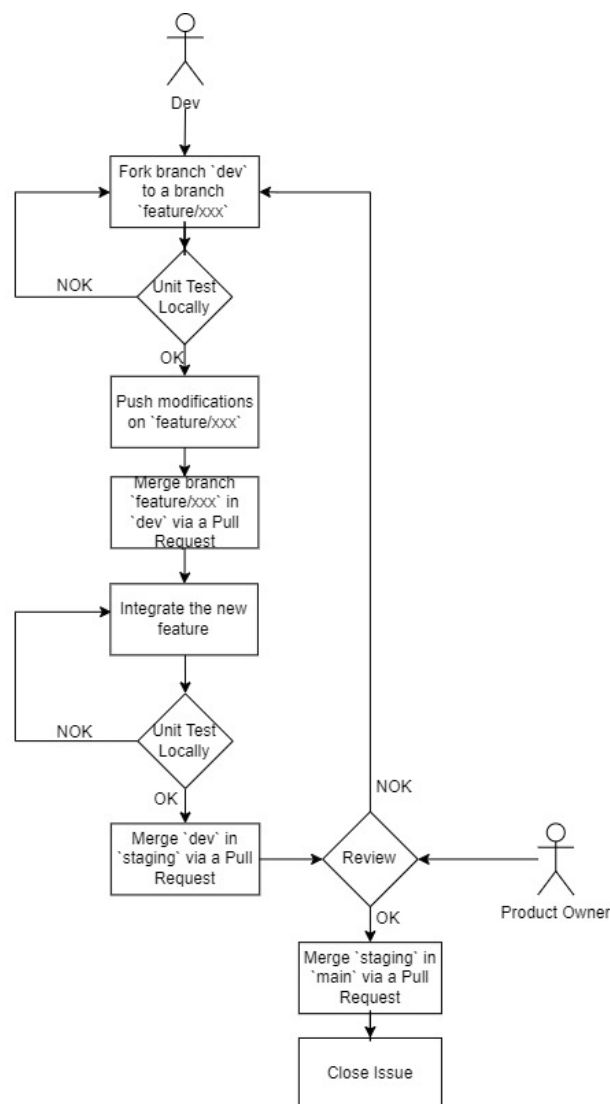 Dev
Fork branch `dev`
to a branch
`feature/xxx`
NOK
Unit Test
Locally
OK
Push modifications
on `feature/xxx`
Merge branch
`feature/xxx` in
`dev` via a Pull
Request
Integrate the new
feature
NOK
Unit Test
Locally
OK
Merge `dev` in
`staging` via a Pull
Request
NOK
Review
Product Owner
OK
Merge `staging` in
`main` via a Pull
Request
Close Issue